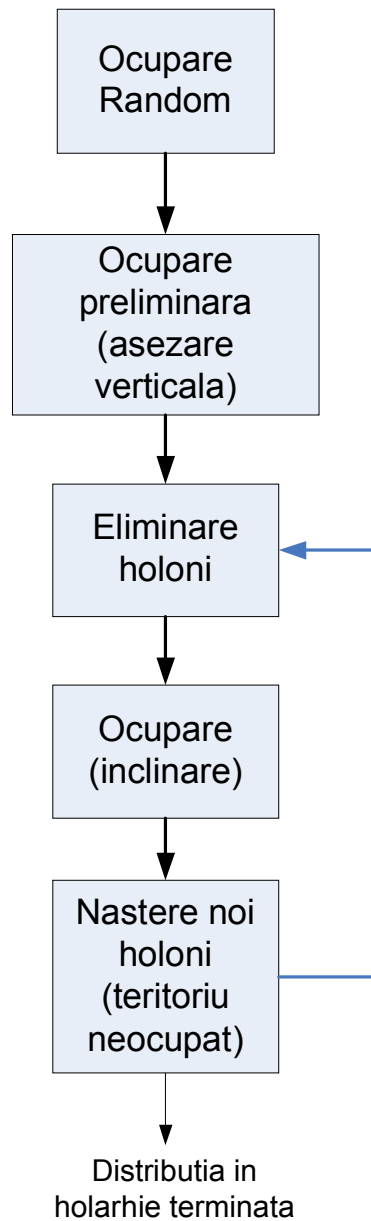 Ocupare
Random
Ocupare
preliminara
(asezare
verticala)
Eliminare
holoni
Ocupare
(inclinare)
Nastere noi
holoni
(teritoriu
neocupat)
Distributia in
holarhie terminata